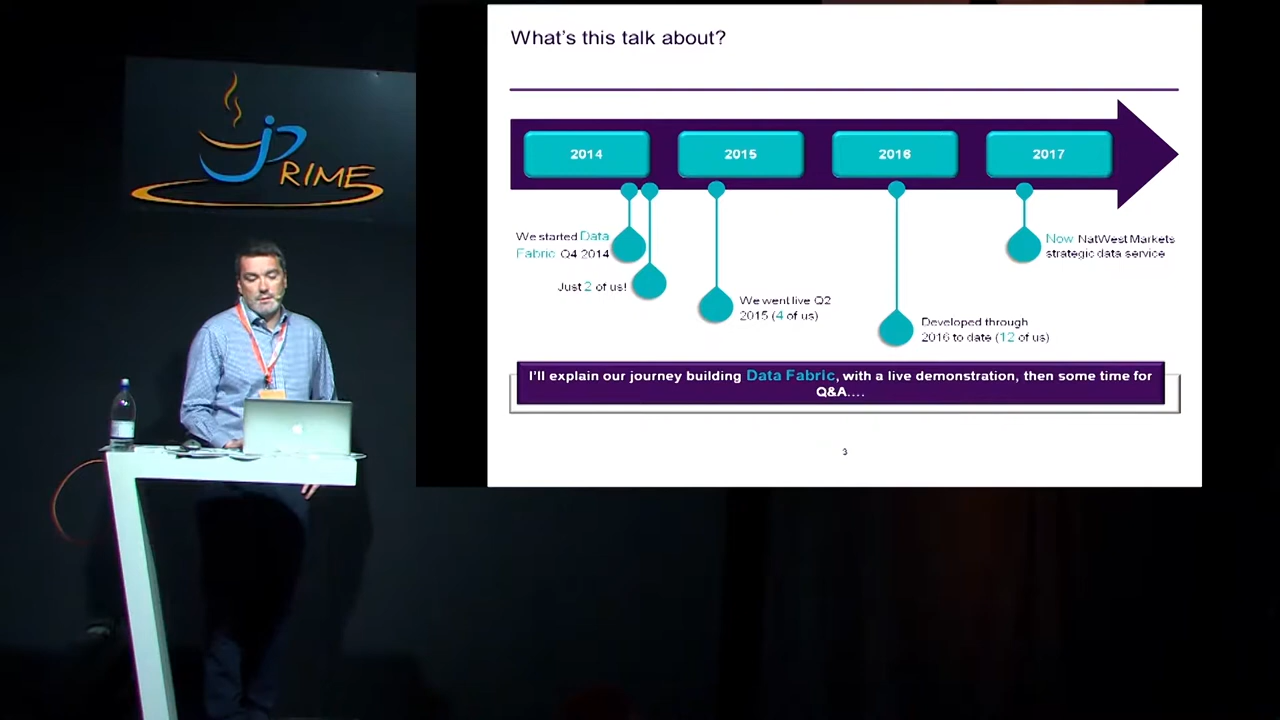 jPRIME
What's this talk about?
2014
2015
2016
2017
We started Data
Fabric Q4 2014
Just 2 of us!
We went live Q2
2015 (4 of us)
Developed through
2016 to date (12 of us)
Now NatWest Markets
strategic data service
I'll explain our journey building Data Fabric, with a live demonstration, then some time for
Q&A....
3